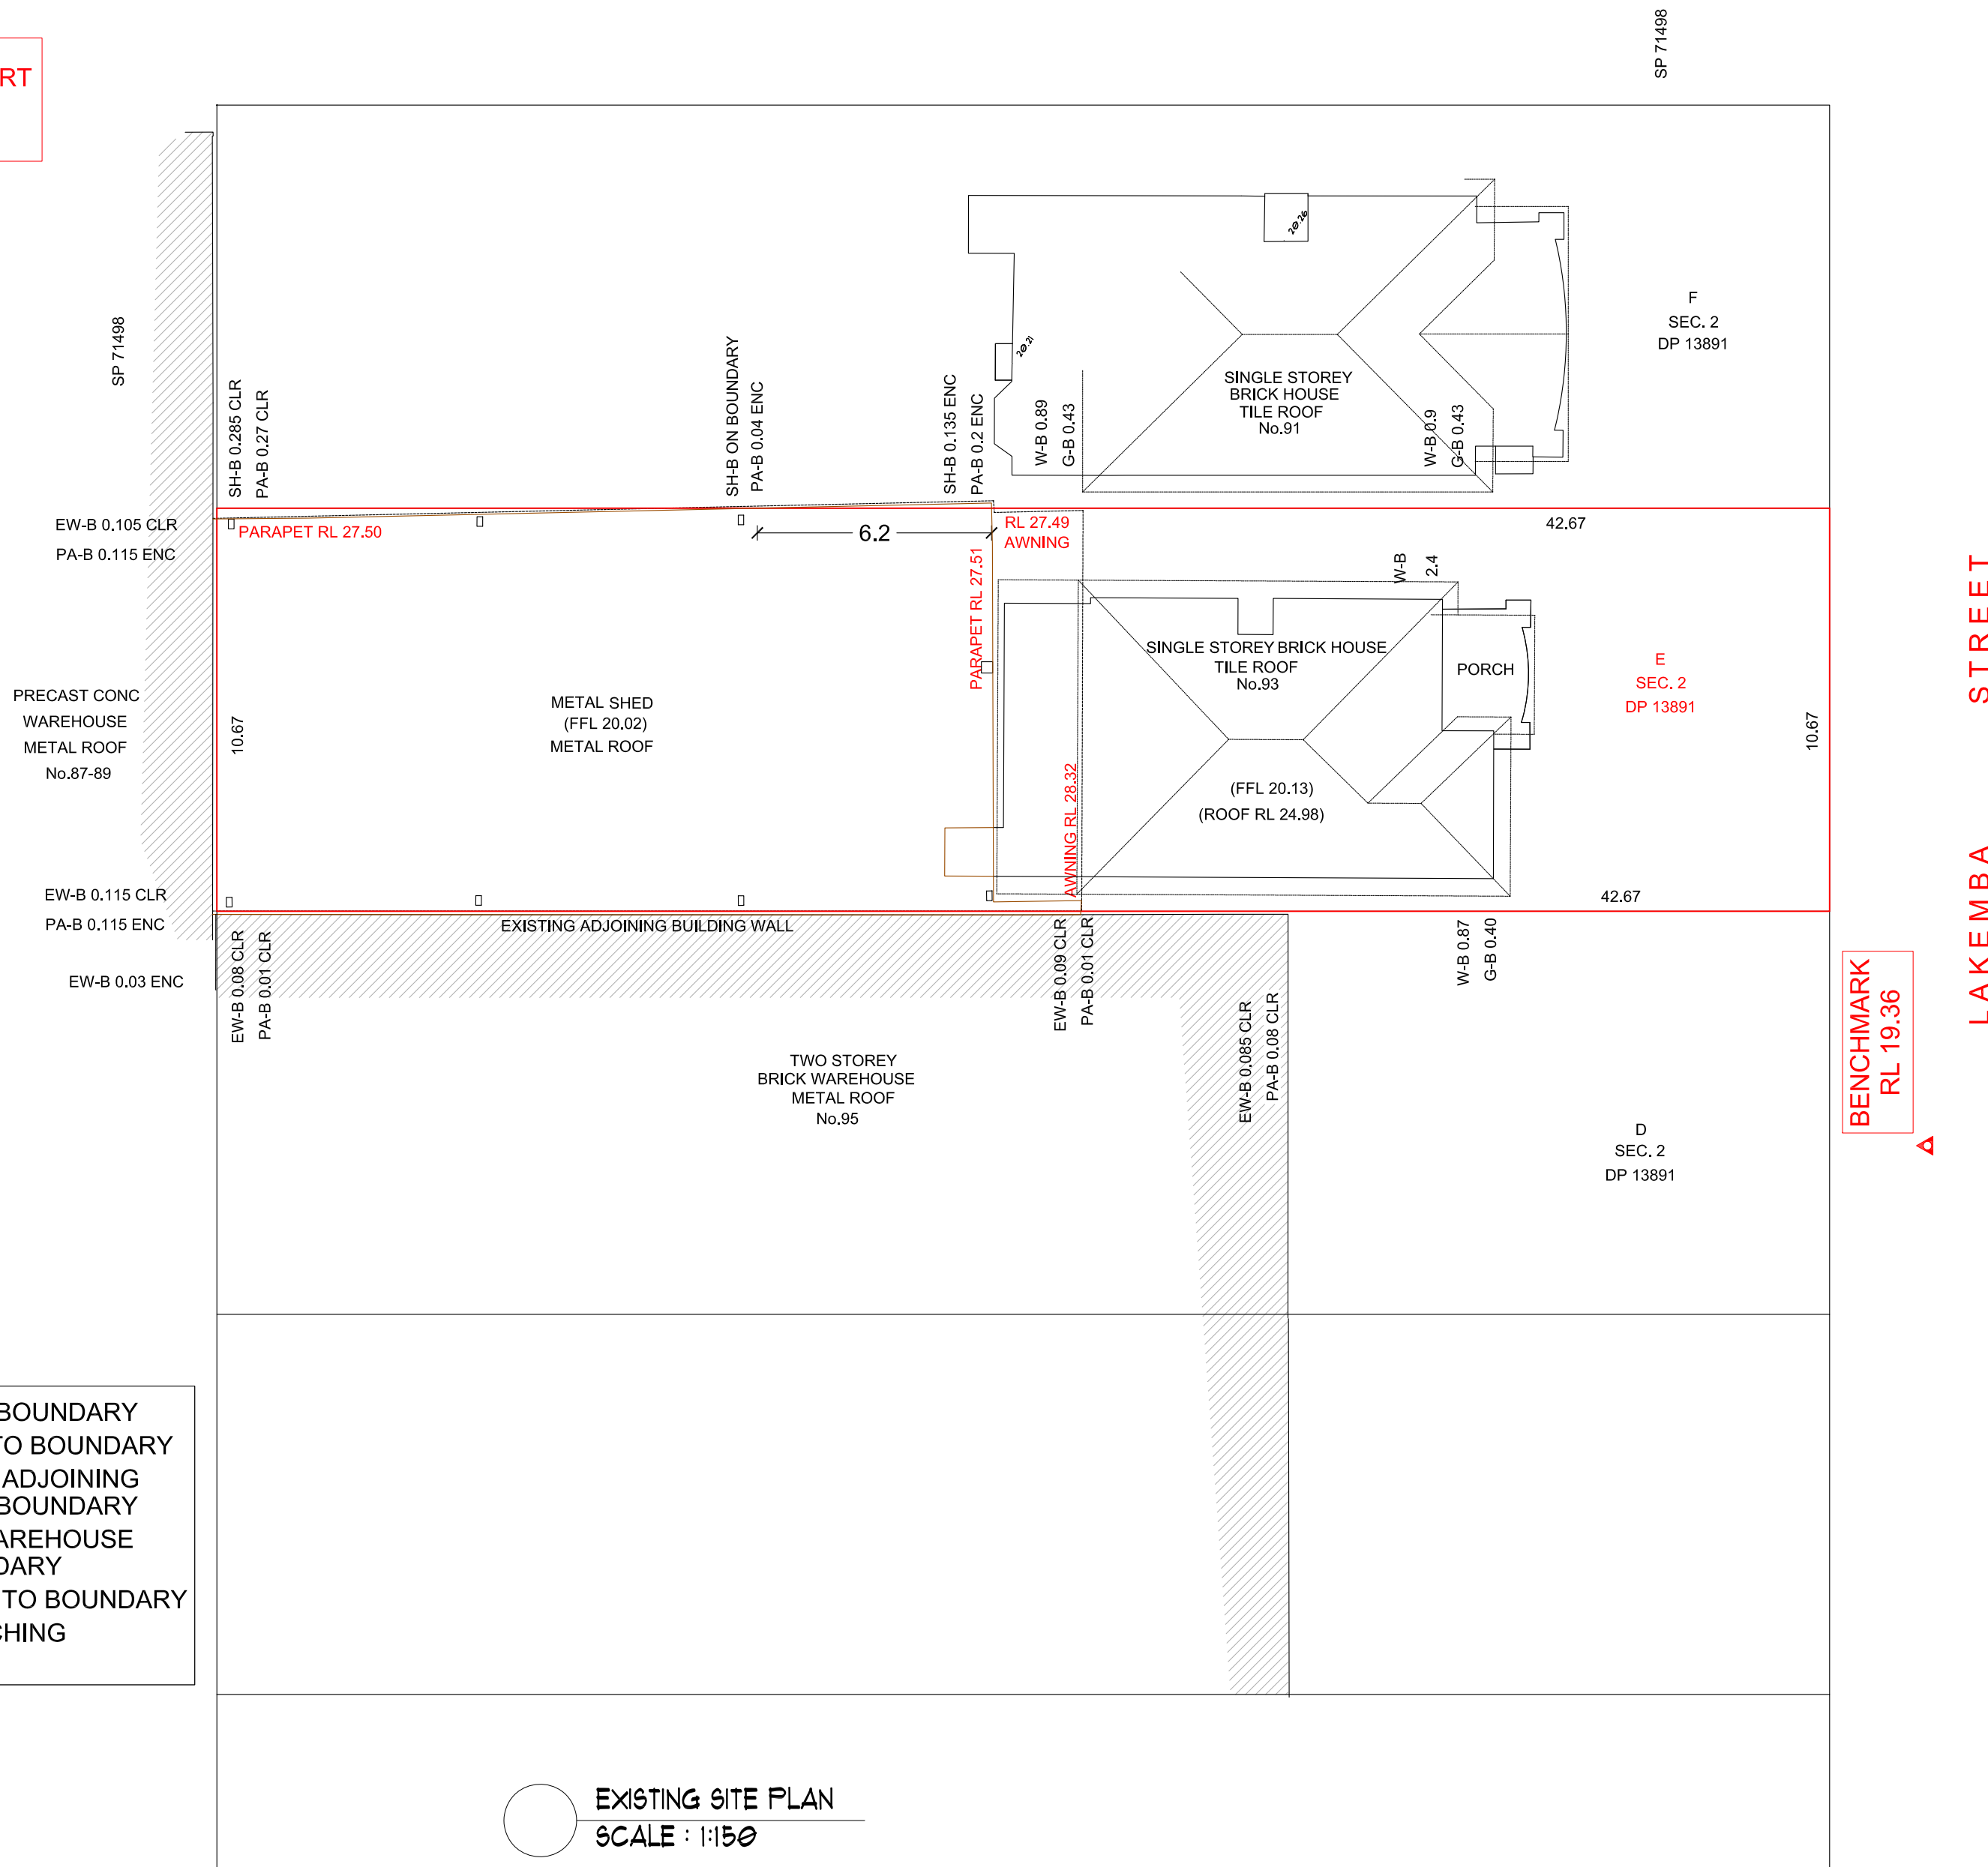 SP 71498
RT
SP 71498
20.26
20.21
F
SEC. 2
DP 13891
SINGLE STOREY
BRICK HOUSE
TILE ROOF
No.91
SH-B 0.285 CLR
PA-B 0.27 CLR
SH-B ON BOUNDARY
PA-B 0.04 ENC
SH-B 0.135 ENC
PA-B 0.2 ENC
W-B 0.89
G-B 0.43
W-B 0.9
G-B 0.43
EW-B 0.105 CLR
PA-B 0.115 ENC
PARAPET RL 27.50
6.2
RL 27.49
AWNING
42.67
PARAPET RL 27.51
W-B
2.4
SINGLE STOREY BRICK HOUSE
TILE ROOF
No.93
PORCH
E
SEC. 2
DP 13891
LAKEMBA STREET
PRECAST CONC
WAREHOUSE
METAL ROOF
No.87-89
10.67
METAL SHED
(FFL 20.02)
METAL ROOF
AWNING RL 28.32
(FFL 20.13)
(ROOF RL 24.98)
10.67
EW-B 0.115 CLR
PA-B 0.115 ENC
42.67
EXISTING ADJOINING BUILDING WALL
EW-B 0.03 ENC
EW-B 0.08 CLR
PA-B 0.01 CLR
EW-B 0.09 CLR
PA-B 0.01 CLR
EW-B 0.085 CLR
PA-B 0.08 CLR
W-B 0.87
G-B 0.40
BENCHMARK
RL 19.36
TWO STOREY
BRICK WAREHOUSE
METAL ROOF
No.95
D
SEC. 2
DP 13891
BOUNDARY
TO BOUNDARY
ADJOINING
BOUNDARY
AREHOUSE
DARY
TO BOUNDARY
CHING
EXISTING SITE PLAN
SCALE : 1:150